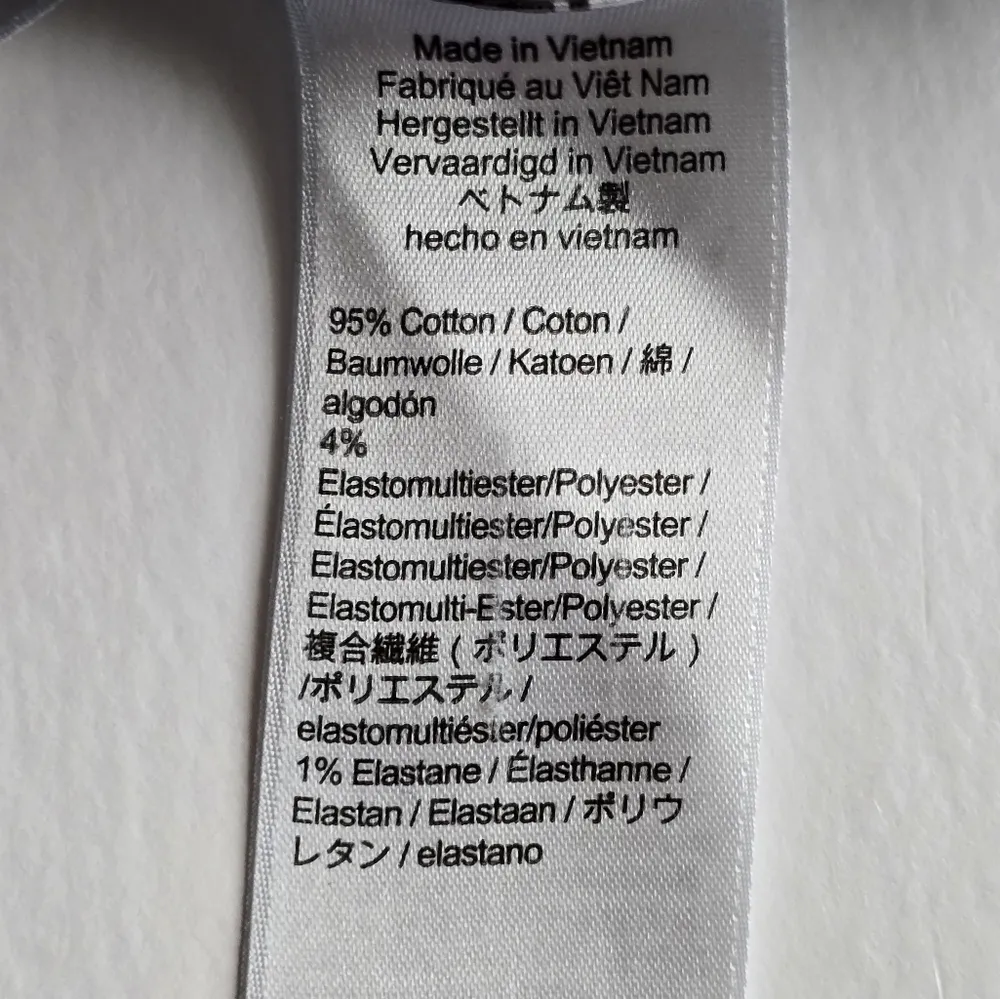 Made in Vietnam
Fabriqué au Viêt Nam
Hergestellt in Vietnam
Vervaardigd in Vietnam
ベトナム製
hecho en vietnam
95% Cotton / Coton /
Baumwolle / Katoen / 綿 /
algodón
4%
Elastomultiester/Polyester /
Élastomultiester/Polyester /
Elastomultiester/Polyester /
Elastomulti-Ester/Polyester /
複合繊維 ( ポリエステル )
/ポリエステル /
elastomultiéster/poliéster
1% Elastane / Élasthanne /
Elastan / Elastaan / ポリウ
レタン / elastano